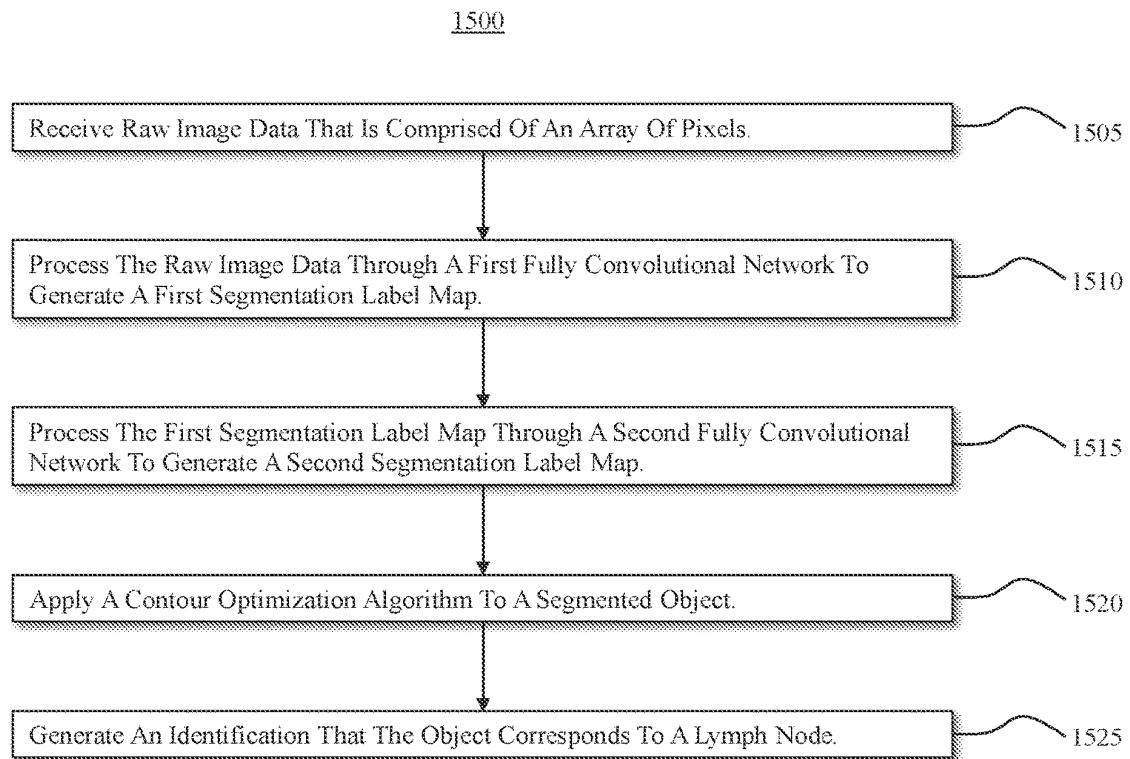 1500
Receive Raw Image Data That Is Comprised Of An Array Of Pixels.
1505
Process The Raw Image Data Through A First Fully Convolutional Network To
Generate A First Segmentation Label Map.
1510
Process The First Segmentation Label Map Through A Second Fully Convolutional
Network To Generate A Second Segmentation Label Map.
1515
Apply A Contour Optimization Algorithm To A Segmented Object.
1520
Generate An Identification That The Object Corresponds To A Lymph Node.
1525